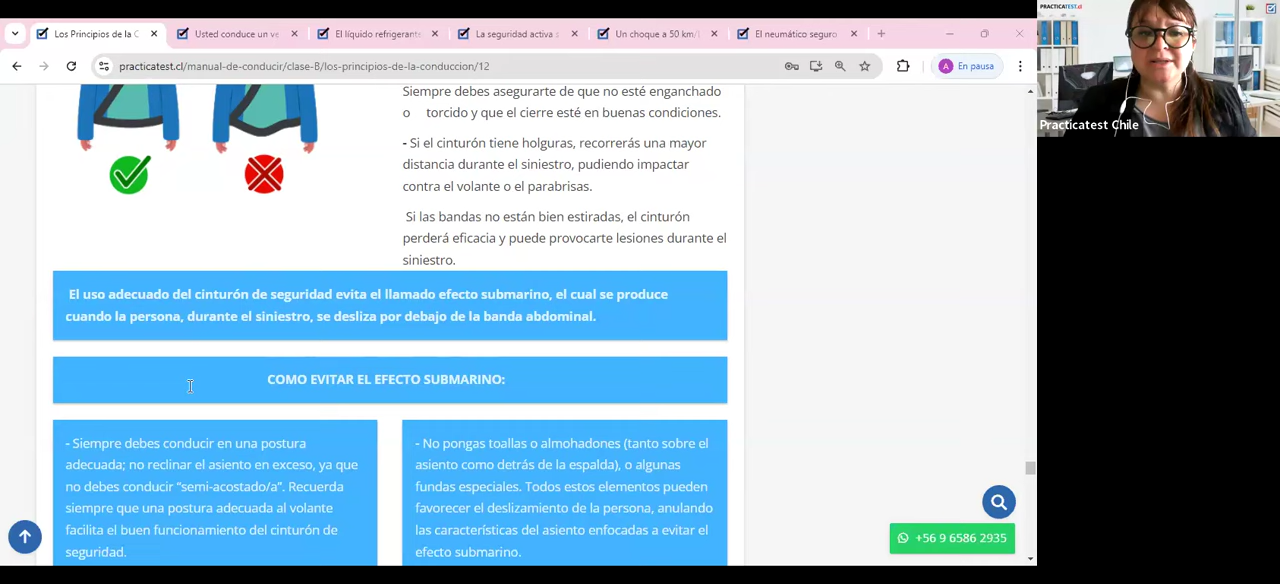 Los Principios de la C
Usted conduce un ve
El líquido refrigerante
La seguridad activa s
Un choque a 50 km/
El neumático seguro
practicatest.cl/manual-de-conducir/clase-B/los-principios-de-la-conduccion/12
A
En pausa
PRACTICATEST.cl
Practicatest Chile
Siempre debes asegurarte de que no esté enganchado
o torcido y que el cierre esté en buenas condiciones.
- Si el cinturón tiene holguras, recorrerás una mayor
distancia durante el siniestro, pudiendo impactar
contra el volante o el parabrisas.
Si las bandas no están bien estiradas, el cinturón
perderá eficacia y puede provocarte lesiones durante el
siniestro.
El uso adecuado del cinturón de seguridad evita el llamado efecto submarino, el cual se produce
cuando la persona, durante el siniestro, se desliza por debajo de la banda abdominal.
COMO EVITAR EL EFECTO SUBMARINO:
- Siempre debes conducir en una postura
adecuada; no reclinar el asiento en exceso, ya que
no debes conducir “semi-acostado/a”. Recuerda
siempre que una postura adecuada al volante
facilita el buen funcionamiento del cinturón de
seguridad.
- No pongas toallas o almohadones (tanto sobre el
asiento como detrás de la espalda), o algunas
fundas especiales. Todos estos elementos pueden
favorecer el deslizamiento de la persona, anulando
las características del asiento enfocadas a evitar el
efecto submarino.
+56 9 6586 2935